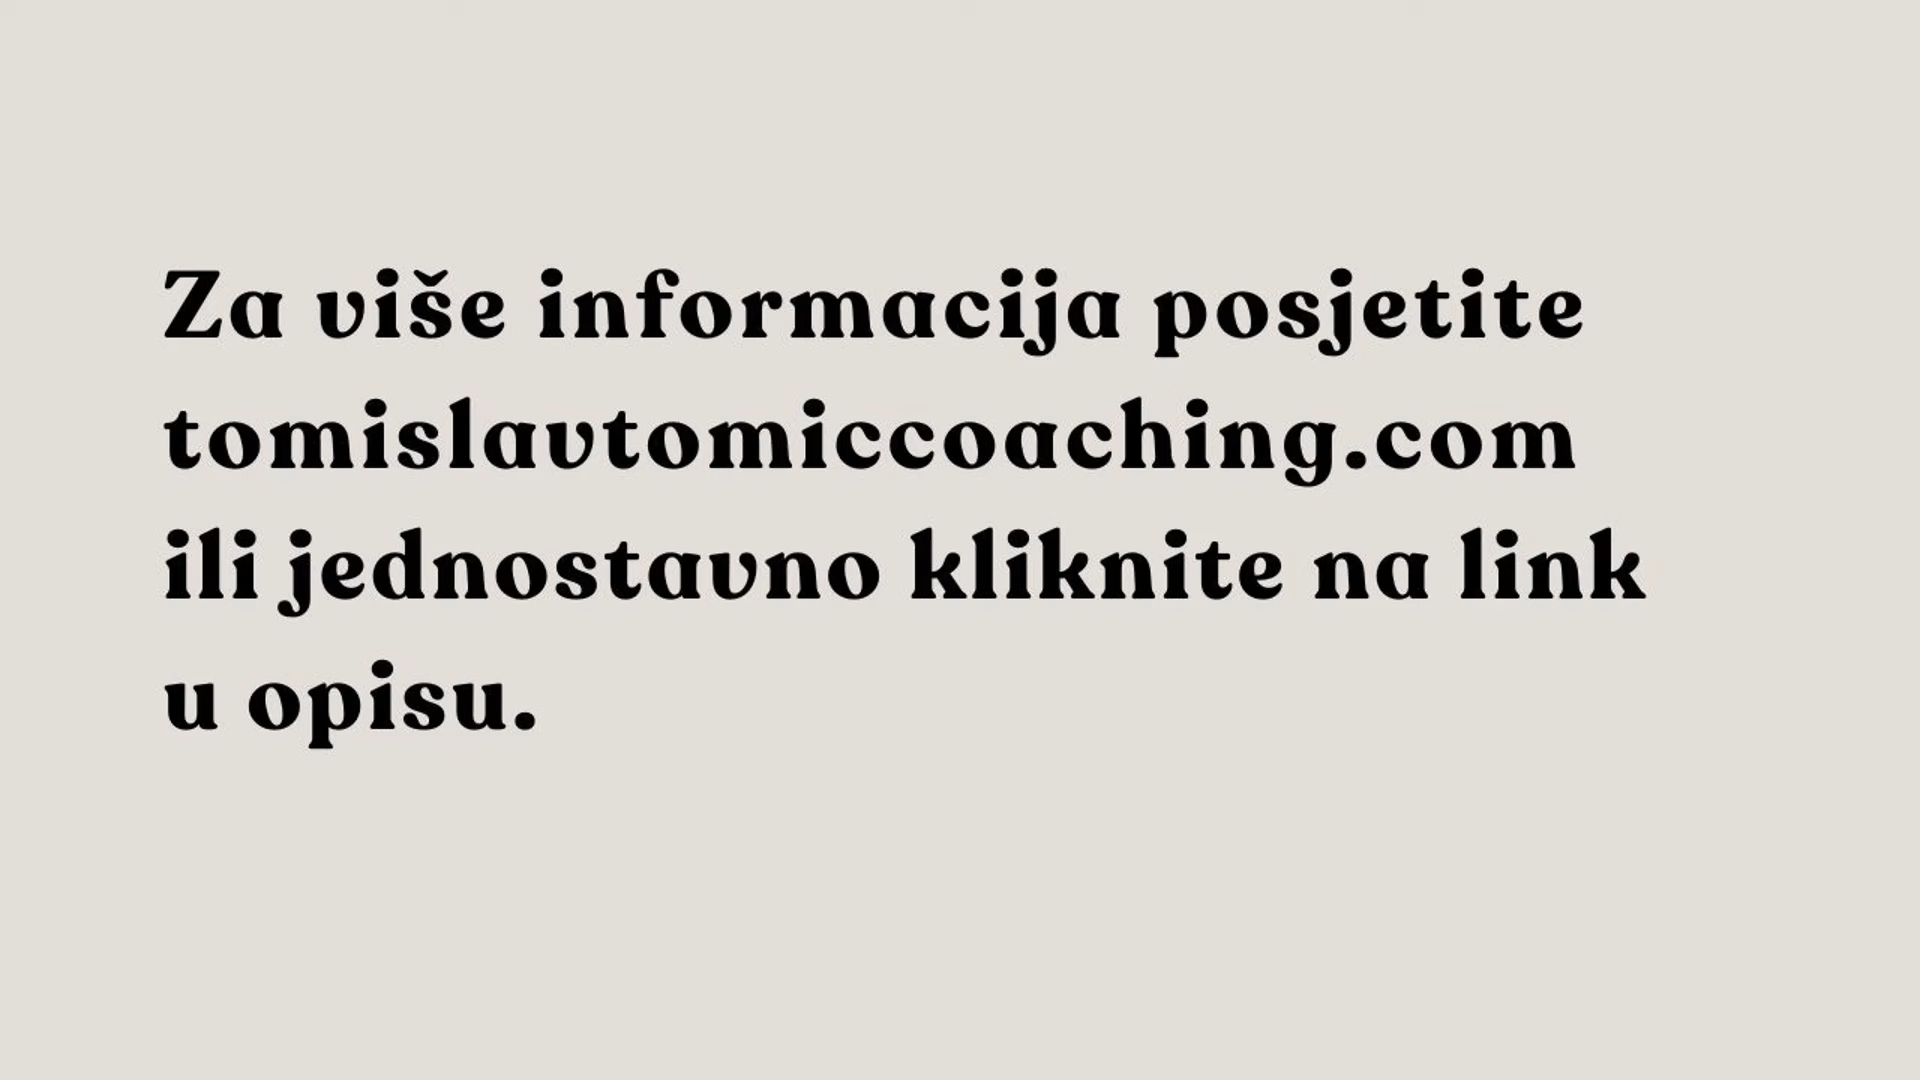 Za više informacija posjetite
tomislavtomiccoaching.com
ili jednostavno kliknite na link
u opisu.